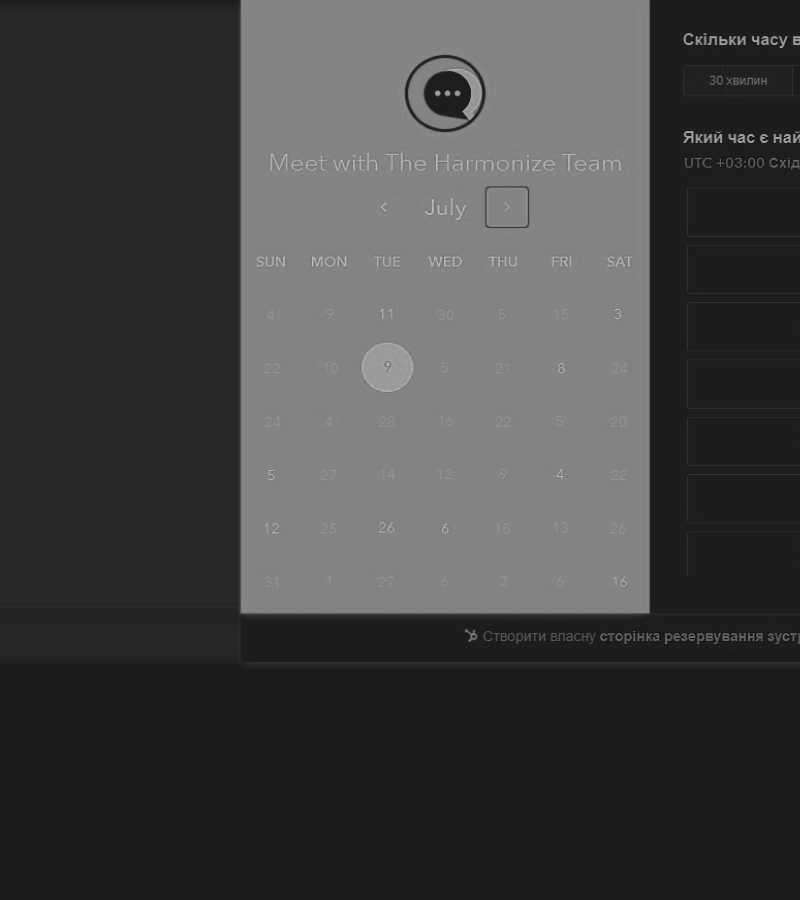 Meet with The Harmonize Team
July
SUN MON TUE WED THU FRI SAT
4 9 11 30 5 15 3
22 10 9 5 21 8 24
24 4 28 16 22 5 20
5 27 14 12 9 4 22
12 25 26 6 18 13 26
31 1 27 6 2 6 16
Скільки часу в
30 хвилин
Який час є най
UTC +03:00 Схід
Створити власну сторінка резервування зуст